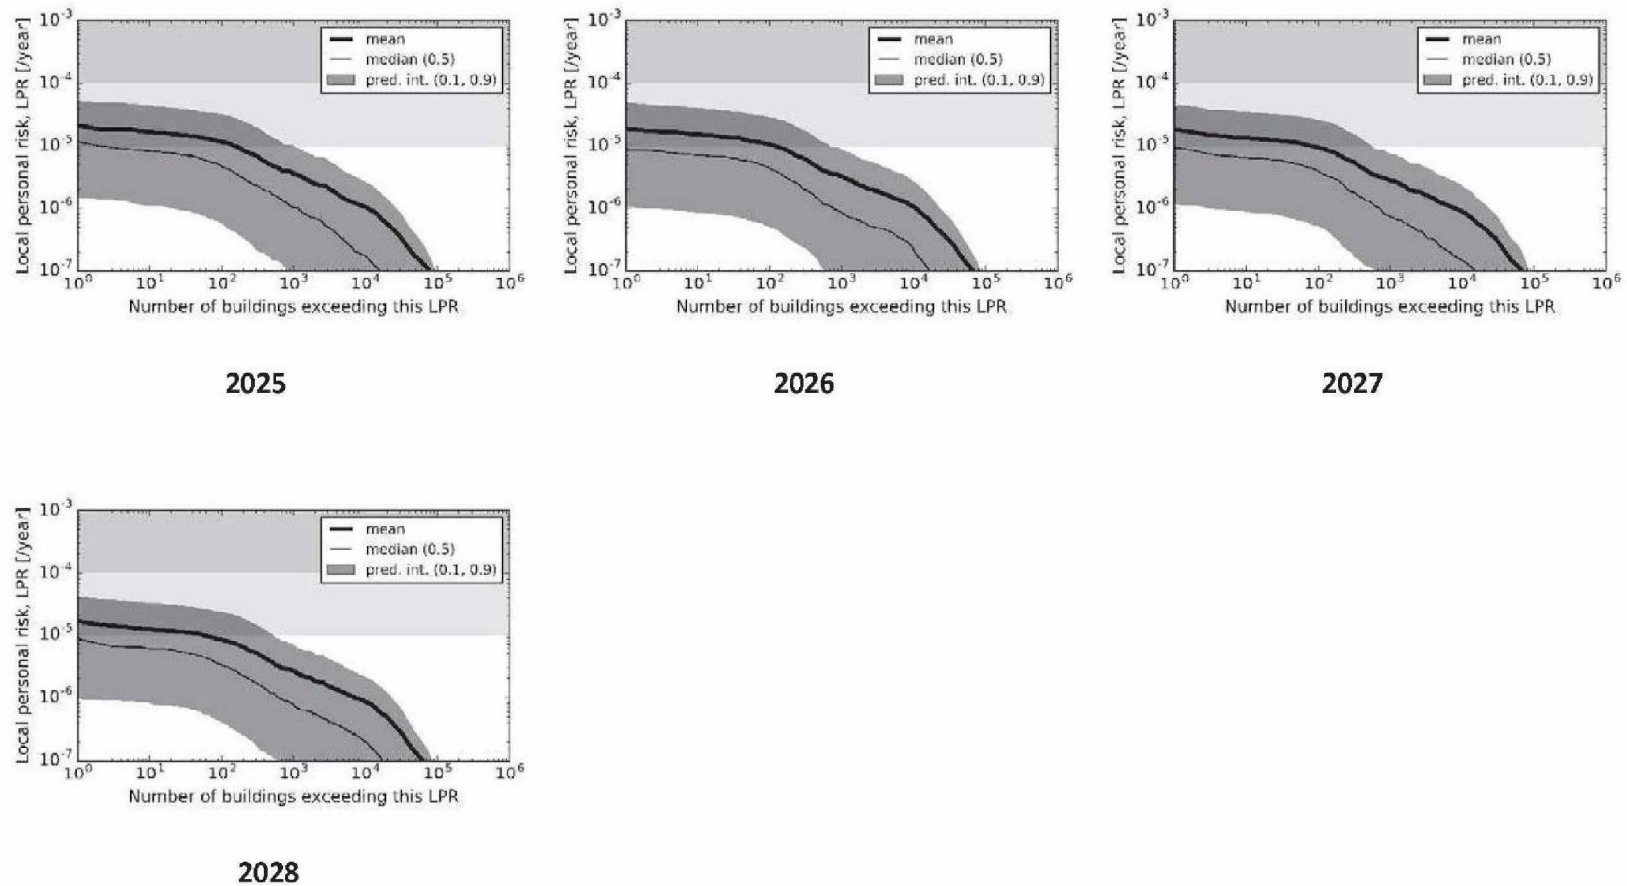 Local personal risk, LPR [/year]
10⁻³
10⁻⁴
10⁻⁵
10⁻⁶
10⁻⁷
mean
median (0.5)
pred. int. (0.1, 0.9)
10⁰ 10¹ 10² 10³ 10⁴ 10⁵ 10⁶
Number of buildings exceeding this LPR
2025
Local personal risk, LPR [/year]
10⁻³
10⁻⁴
10⁻⁵
10⁻⁶
10⁻⁷
mean
median (0.5)
pred. int. (0.1, 0.9)
10⁰ 10¹ 10² 10³ 10⁴ 10⁵ 10⁶
Number of buildings exceeding this LPR
2026
Local personal risk, LPR [/year]
10⁻³
10⁻⁴
10⁻⁵
10⁻⁶
10⁻⁷
mean
median (0.5)
pred. int. (0.1, 0.9)
10⁰ 10¹ 10² 10³ 10⁴ 10⁵ 10⁶
Number of buildings exceeding this LPR
2027
Local personal risk, LPR [/year]
10⁻³
10⁻⁴
10⁻⁵
10⁻⁶
10⁻⁷
mean
median (0.5)
pred. int. (0.1, 0.9)
10⁰ 10¹ 10² 10³ 10⁴ 10⁵ 10⁶
Number of buildings exceeding this LPR
2028